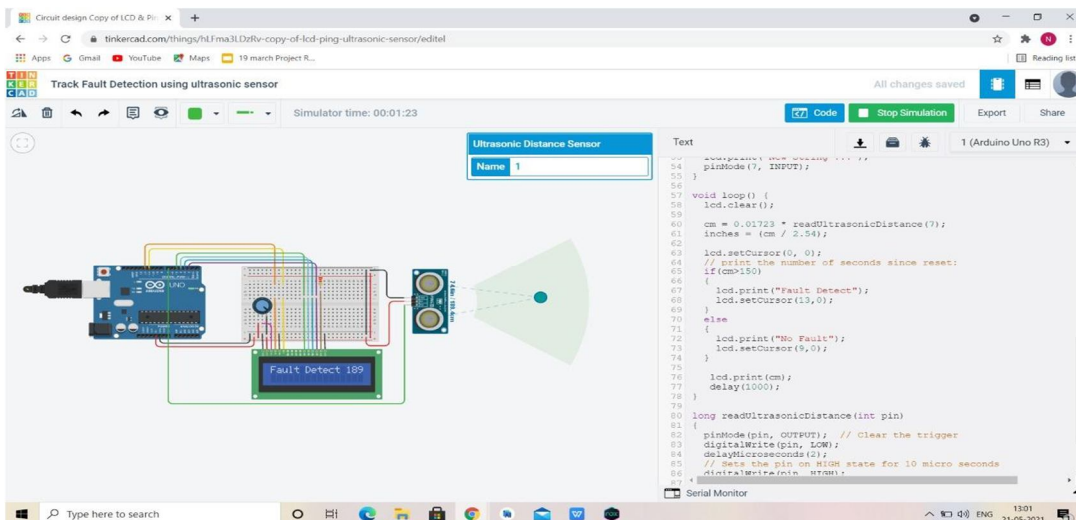 Circuit design Copy of LCD & Pin
tinkercad.com/things/hLFma3LDzRv-copy-of-lcd-ping-ultrasonic-sensor/editel
N
Apps Gmail YouTube Maps 19 march Project R... Reading list
TIN
KER
CAD
Track Fault Detection using ultrasonic sensor
All changes saved
Simulator time: 00:01:23
Code
Stop Simulation
Export
Share
Ultrasonic Distance Sensor
Name 1
UNO
Fault Detect 189
Text
1 (Arduino Uno R3)
54 pinMode(7, INPUT);
55 }
56
57 void loop() {
58 lcd.clear();
59
60 cm = 0.01723 * readUltrasonicDistance(7);
61 inches = (cm / 2.54);
62
63 lcd.setCursor(0, 0);
64 // print the number of seconds since reset:
65 if(cm>150)
66 {
67 lcd.print("Fault Detect");
68 lcd.setCursor(13,0);
69 }
70 else
71 {
72 lcd.print("No Fault");
73 lcd.setCursor(9,0);
74 }
75
76 lcd.print(cm);
77 delay(1000);
78 }
79
80 long readUltrasonicDistance(int pin)
81 {
82 pinMode(pin, OUTPUT); // Clear the trigger
83 digitalWrite(pin, LOW);
84 delayMicroseconds(2);
85 // Sets the pin on HIGH state for 10 micro seconds
86 digitalWrite(pin, HIGH);
87
Serial Monitor
Type here to search
ENG
13:01
21-05-2021